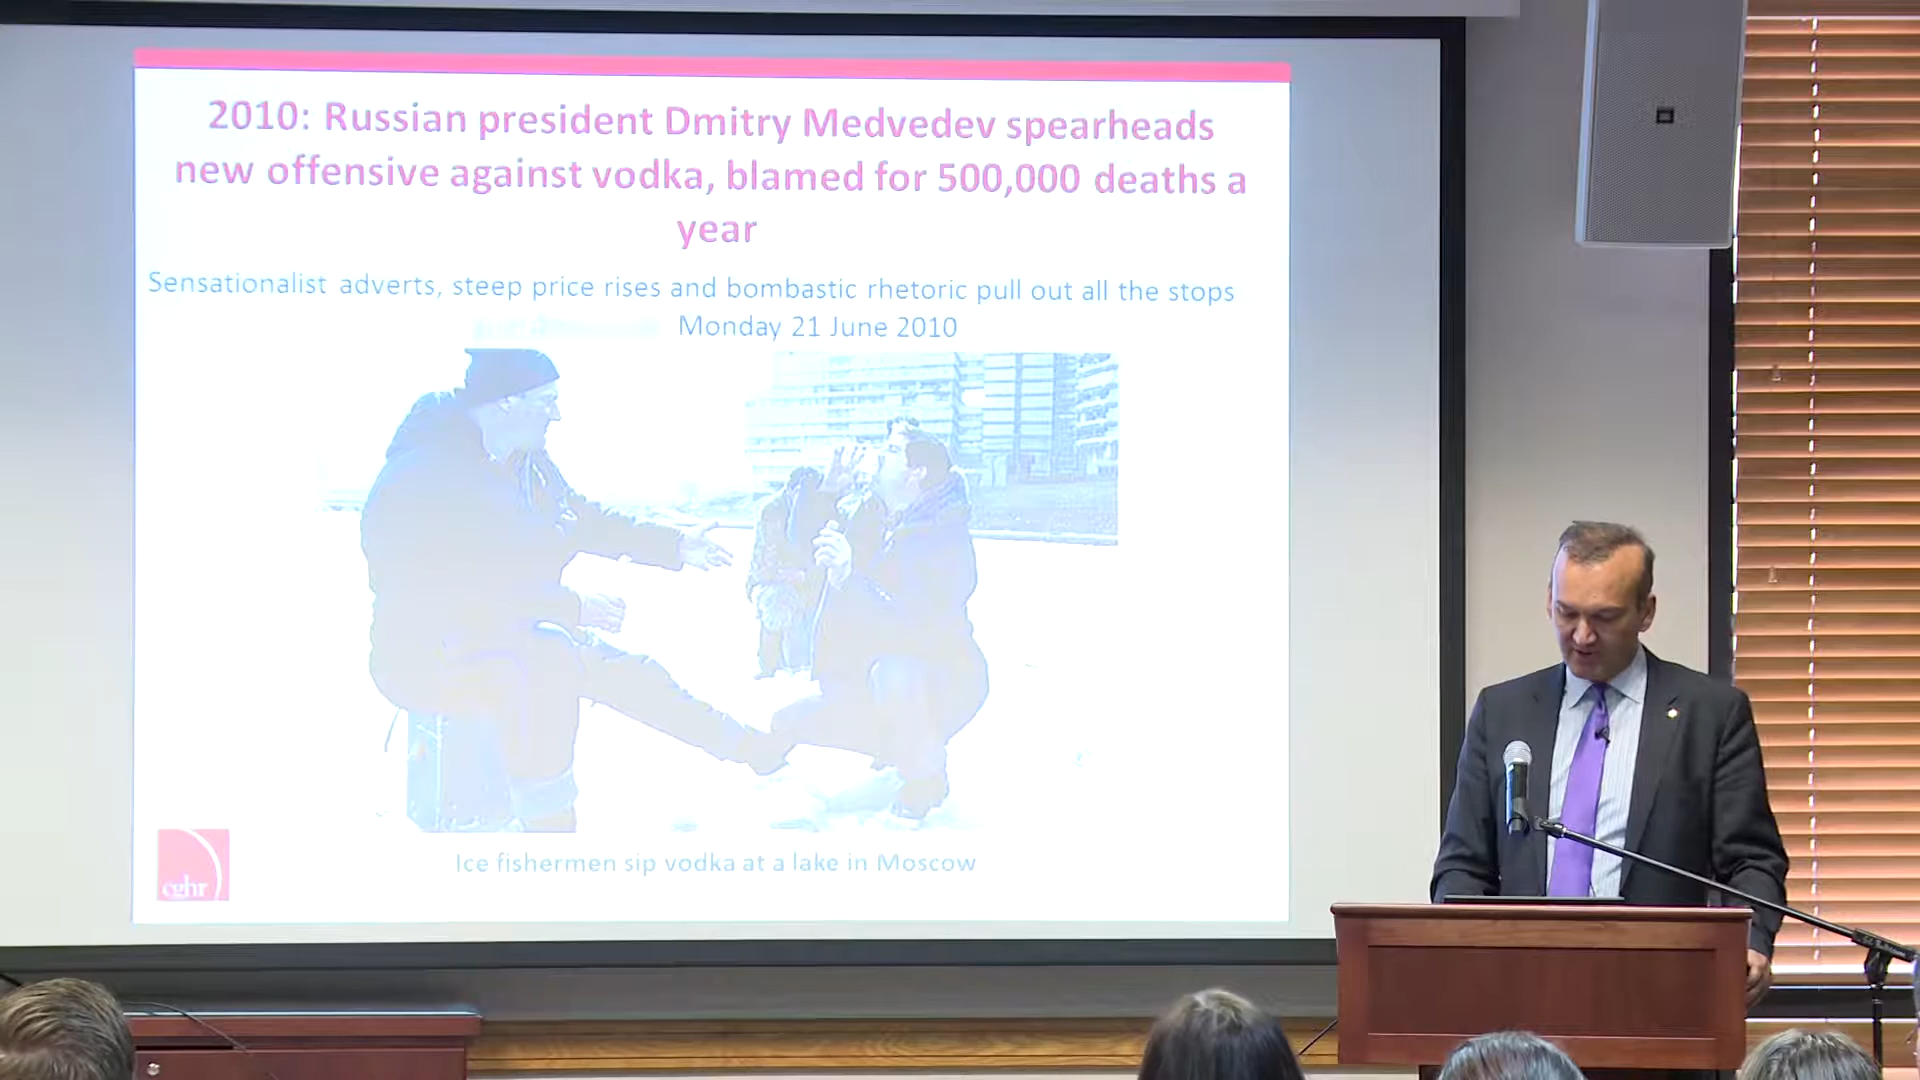 2010: Russian president Dmitry Medvedev spearheads
new offensive against vodka, blamed for 500,000 deaths a
year
Sensationalist adverts, steep price rises and bombastic rhetoric pull out all the stops
Monday 21 June 2010
Ice fishermen sip vodka at a lake in Moscow
cghr